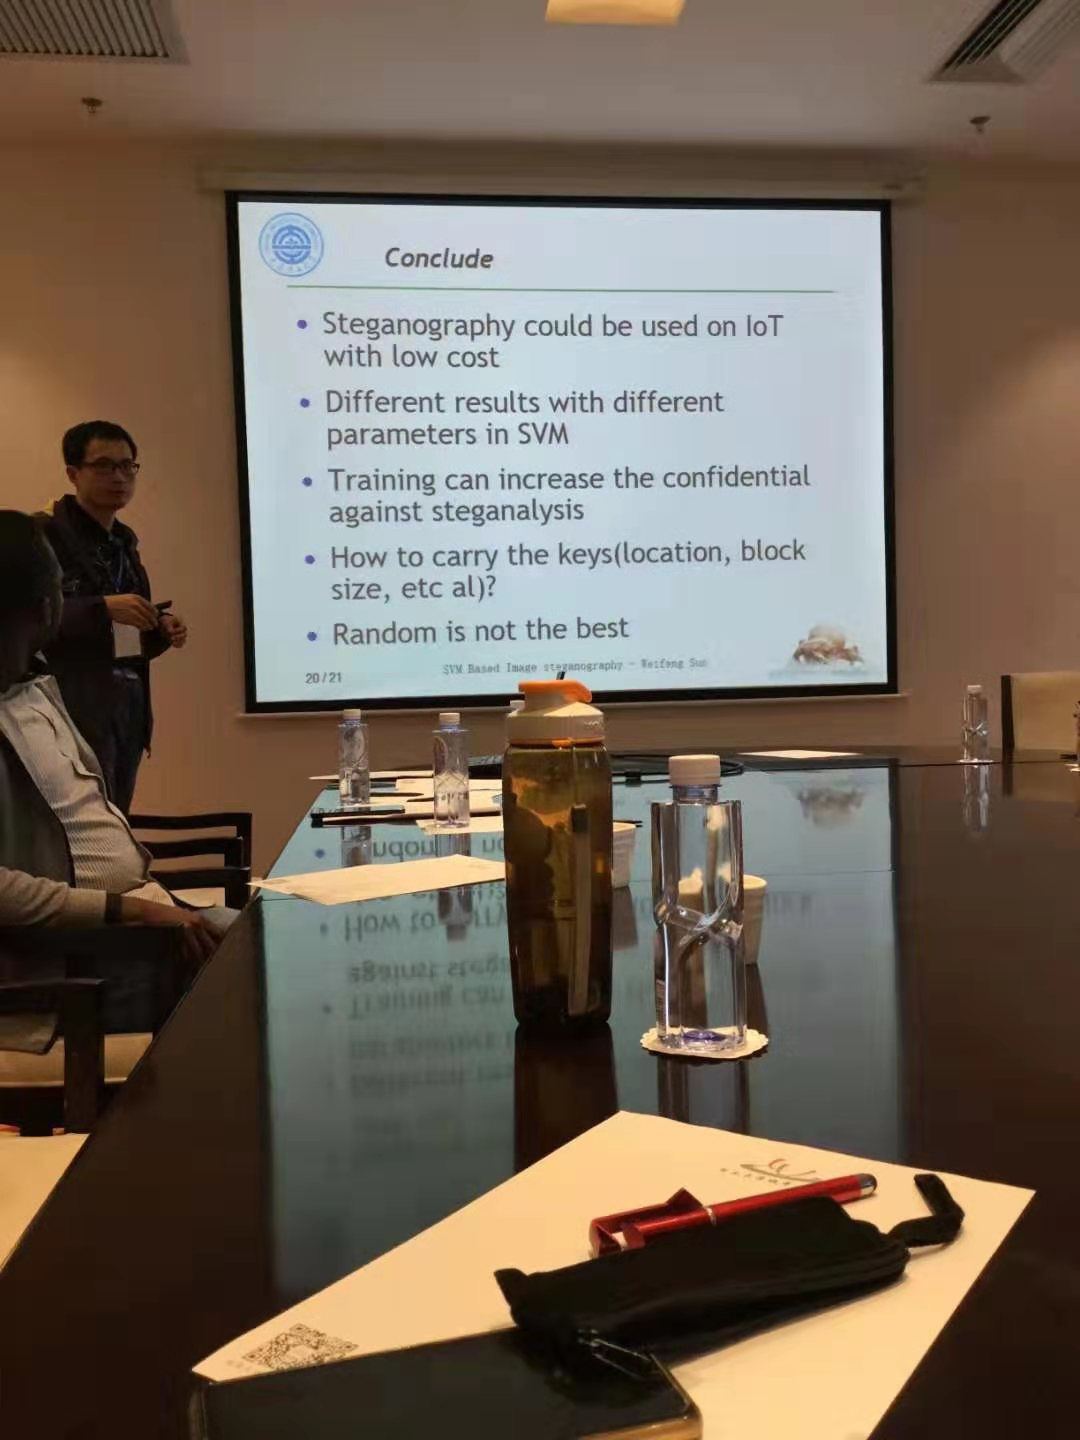 Conclude
• Steganography could be used on IoT
with low cost
• Different results with different
parameters in SVM
• Training can increase the confidential
against steganalysis
• How to carry the keys(location, block
size, etc al)?
• Random is not the best
20/21
SVM Based Image steganography - Weifeng Sun